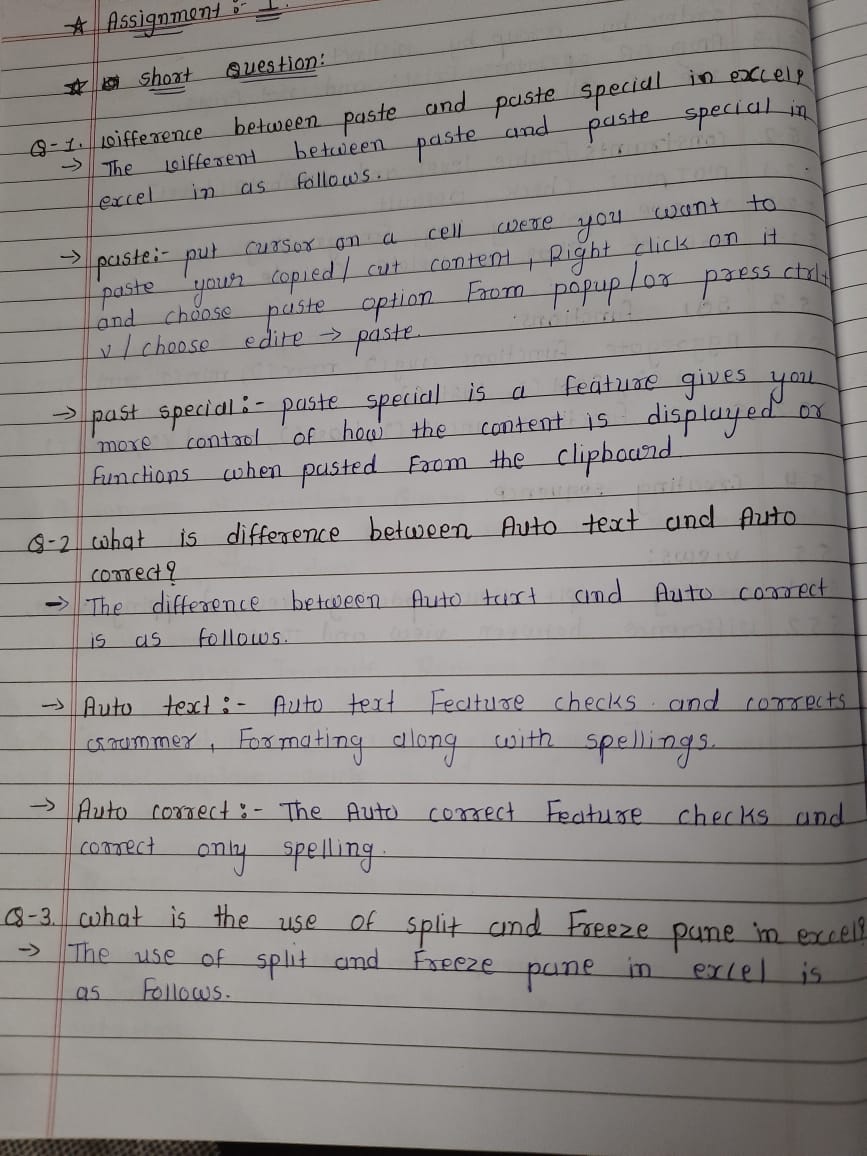 ☆ Assignment :- I.
☆ Short Question:
Q-1. Difference between paste and paste special in excel?
→ The different between paste and paste special in
excel in as follows.
→ paste:- put cursor on a cell were you want to
paste your copied/ cut content, Right click on it
and choose paste option From popup/or press ctrl+
v/choose edite → paste.
→ past special:- paste special is a feature gives you
more control of how the content is displayed or
functions when pasted From the clipboard
Q-2 what is difference between Auto text and Auto
correct?
→ The difference between Auto taxt and Auto correct
is as follows.
→ Auto text:- Auto text Feature checks and corrects
Grammer, Formating along with spellings.
→ Auto correct:- The Auto correct Feature checks and
correct only spelling.
Q-3. what is the use of split and Freeze pane in excel?
→ The use of split and Freeze pane in excel is
as Follows.